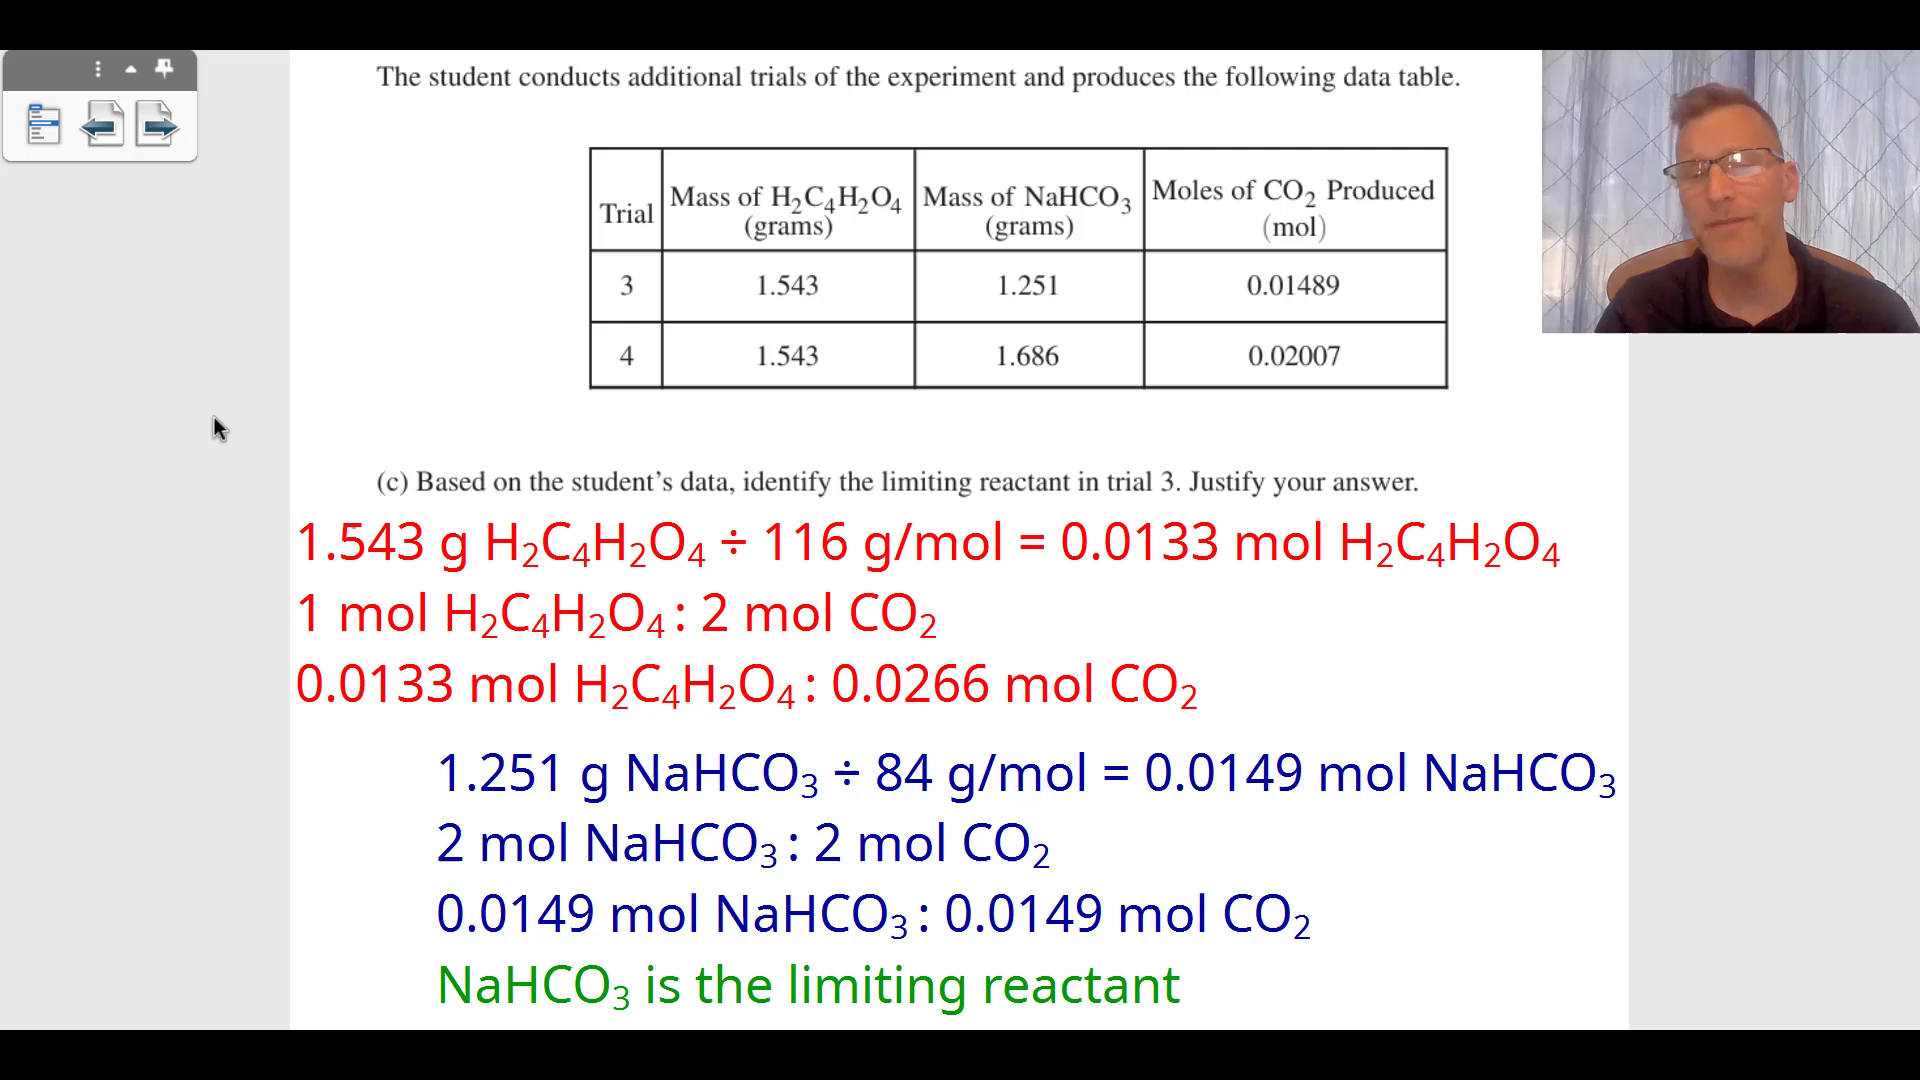 The student conducts additional trials of the experiment and produces the following data table.
Trial
Mass of H₂C₄H₂O₄
(grams)
Mass of NaHCO₃
(grams)
Moles of CO₂ Produced
(mol)
3 1.543 1.251 0.01489
4 1.543 1.686 0.02007
(c) Based on the student’s data, identify the limiting reactant in trial 3. Justify your answer.
1.543 g H₂C₄H₂O₄ ÷ 116 g/mol = 0.0133 mol H₂C₄H₂O₄
1 mol H₂C₄H₂O₄ : 2 mol CO₂
0.0133 mol H₂C₄H₂O₄ : 0.0266 mol CO₂
1.251 g NaHCO₃ ÷ 84 g/mol = 0.0149 mol NaHCO₃
2 mol NaHCO₃ : 2 mol CO₂
0.0149 mol NaHCO₃ : 0.0149 mol CO₂
NaHCO₃ is the limiting reactant